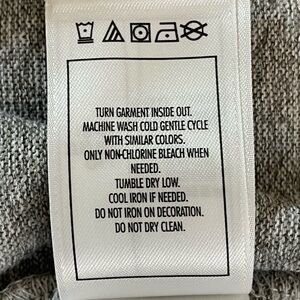 TURN GARMENT INSIDE OUT.
MACHINE WASH COLD GENTLE CYCLE
WITH SIMILAR COLORS.
ONLY NON-CHLORINE BLEACH WHEN
NEEDED.
TUMBLE DRY LOW.
COOL IRON IF NEEDED.
DO NOT IRON ON DECORATION.
DO NOT DRY CLEAN.